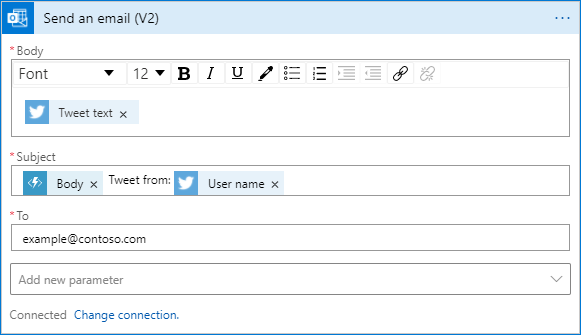 Send an email (V2)
* Body
Font 12 B I U
Tweet text ×
* Subject
Body × Tweet from: User name ×
* To
example@contoso.com
Add new parameter
Connected Change connection.